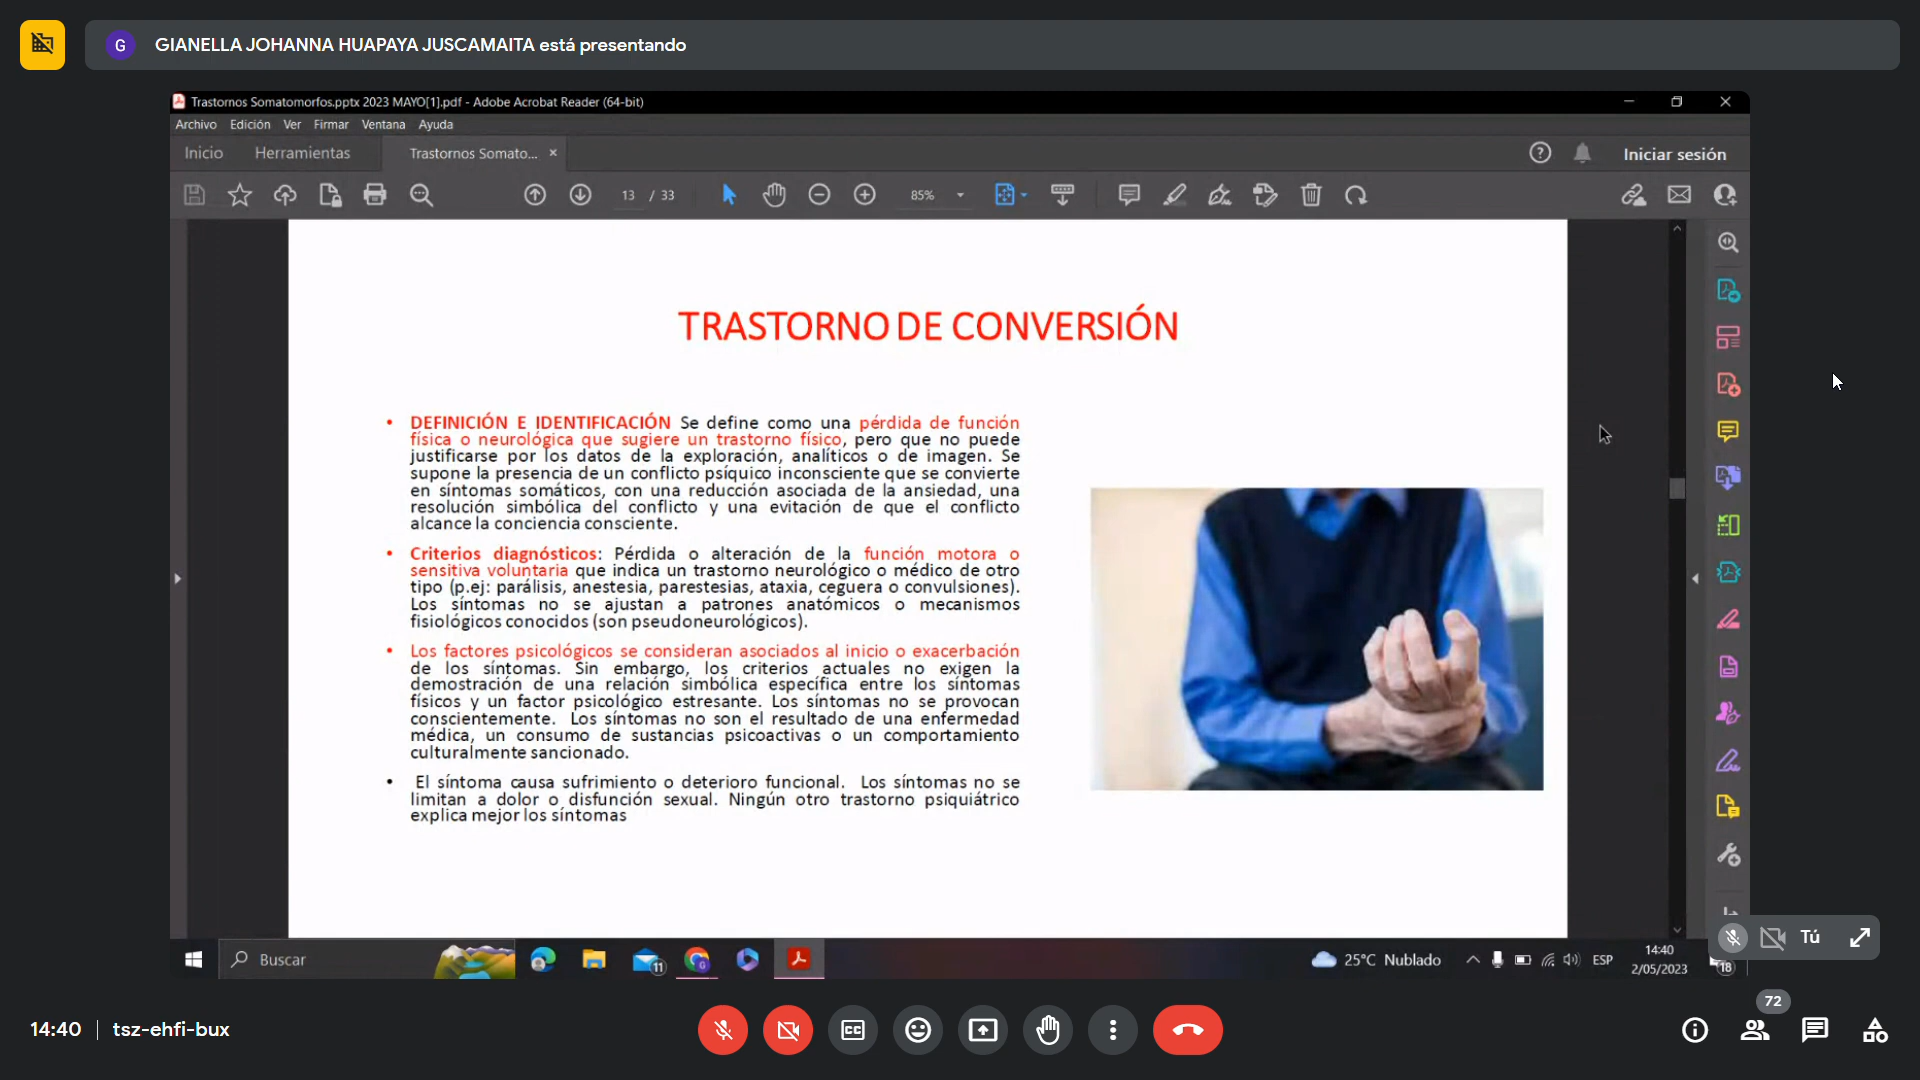 G GIANELLA JOHANNA HUAPAYA JUSCAMAITA está presentando
Trastornos Somatomorfos.pptx 2023 MAYO[1].pdf - Adobe Acrobat Reader (64-bit)
Archivo Edición Ver Firmar Ventana Ayuda
Inicio Herramientas Trastornos Somato... × Iniciar sesión
13 / 33 85%
TRASTORNO DE CONVERSIÓN
• DEFINICIÓN E IDENTIFICACIÓN Se define como una pérdida de función
física o neurológica que sugiere un trastorno físico, pero que no puede
justificarse por los datos de la exploración, analíticos o de imagen. Se
supone la presencia de un conflicto psíquico inconsciente que se convierte
en síntomas somáticos, con una reducción asociada de la ansiedad, una
resolución simbólica del conflicto y una evitación de que el conflicto
alcance la conciencia consciente.
• Criterios diagnósticos: Pérdida o alteración de la función motora o
sensitiva voluntaria que indica un trastorno neurológico o médico de otro
tipo (p.ej: parálisis, anestesia, parestesias, ataxia, ceguera o convulsiones).
Los síntomas no se ajustan a patrones anatómicos o mecanismos
fisiológicos conocidos (son pseudoneurológicos).
• Los factores psicológicos se consideran asociados al inicio o exacerbación
de los síntomas. Sin embargo, los criterios actuales no exigen la
demostración de una relación simbólica específica entre los síntomas
físicos y un factor psicológico estresante. Los síntomas no se provocan
conscientemente. Los síntomas no son el resultado de una enfermedad
médica, un consumo de sustancias psicoactivas o un comportamiento
culturalmente sancionado.
• El síntoma causa sufrimiento o deterioro funcional. Los síntomas no se
limitan a dolor o disfunción sexual. Ningún otro trastorno psiquiátrico
explica mejor los síntomas
Tú
Buscar 11 25°C Nublado ESP 14:40
2/05/2023 18
72
14:40 | tsz-ehfi-bux